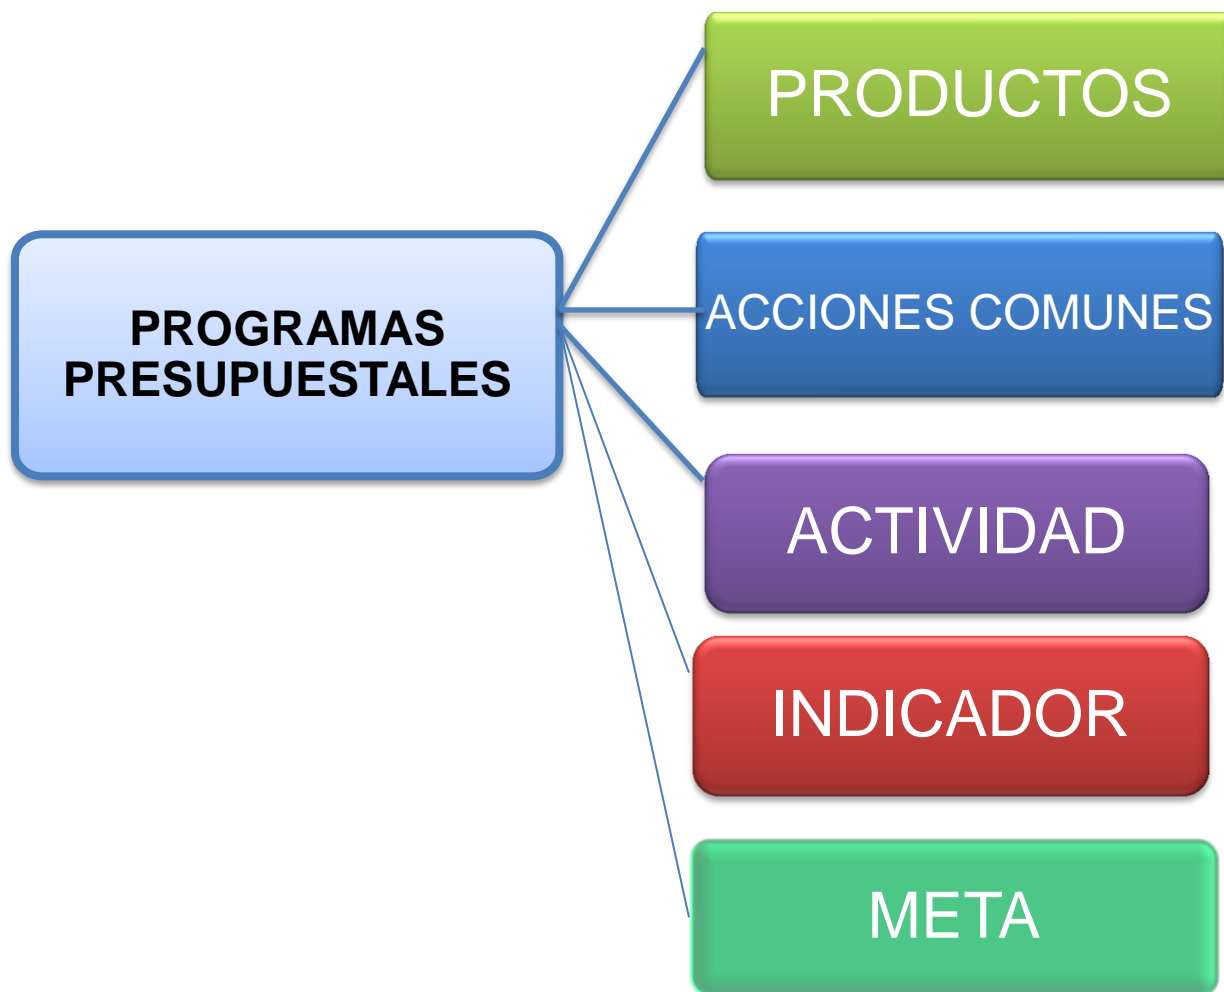 PROGRAMAS
PRESUPUESTALES
PRODUCTOS
ACCIONES COMUNES
ACTIVIDAD
INDICADOR
META